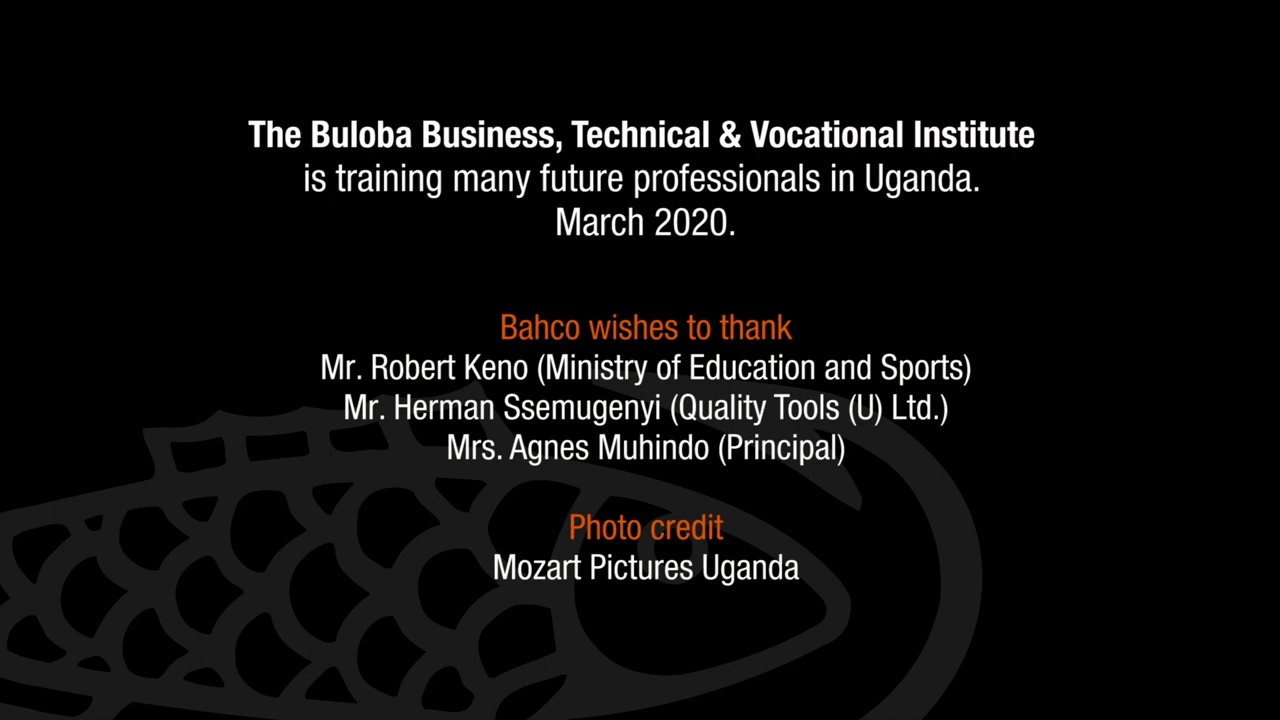 The Buloba Business, Technical & Vocational Institute
is training many future professionals in Uganda.
March 2020.
Bahco wishes to thank
Mr. Robert Keno (Ministry of Education and Sports)
Mr. Herman Ssemugenyi (Quality Tools (U) Ltd.)
Mrs. Agnes Muhindo (Principal)
Photo credit
Mozart Pictures Uganda